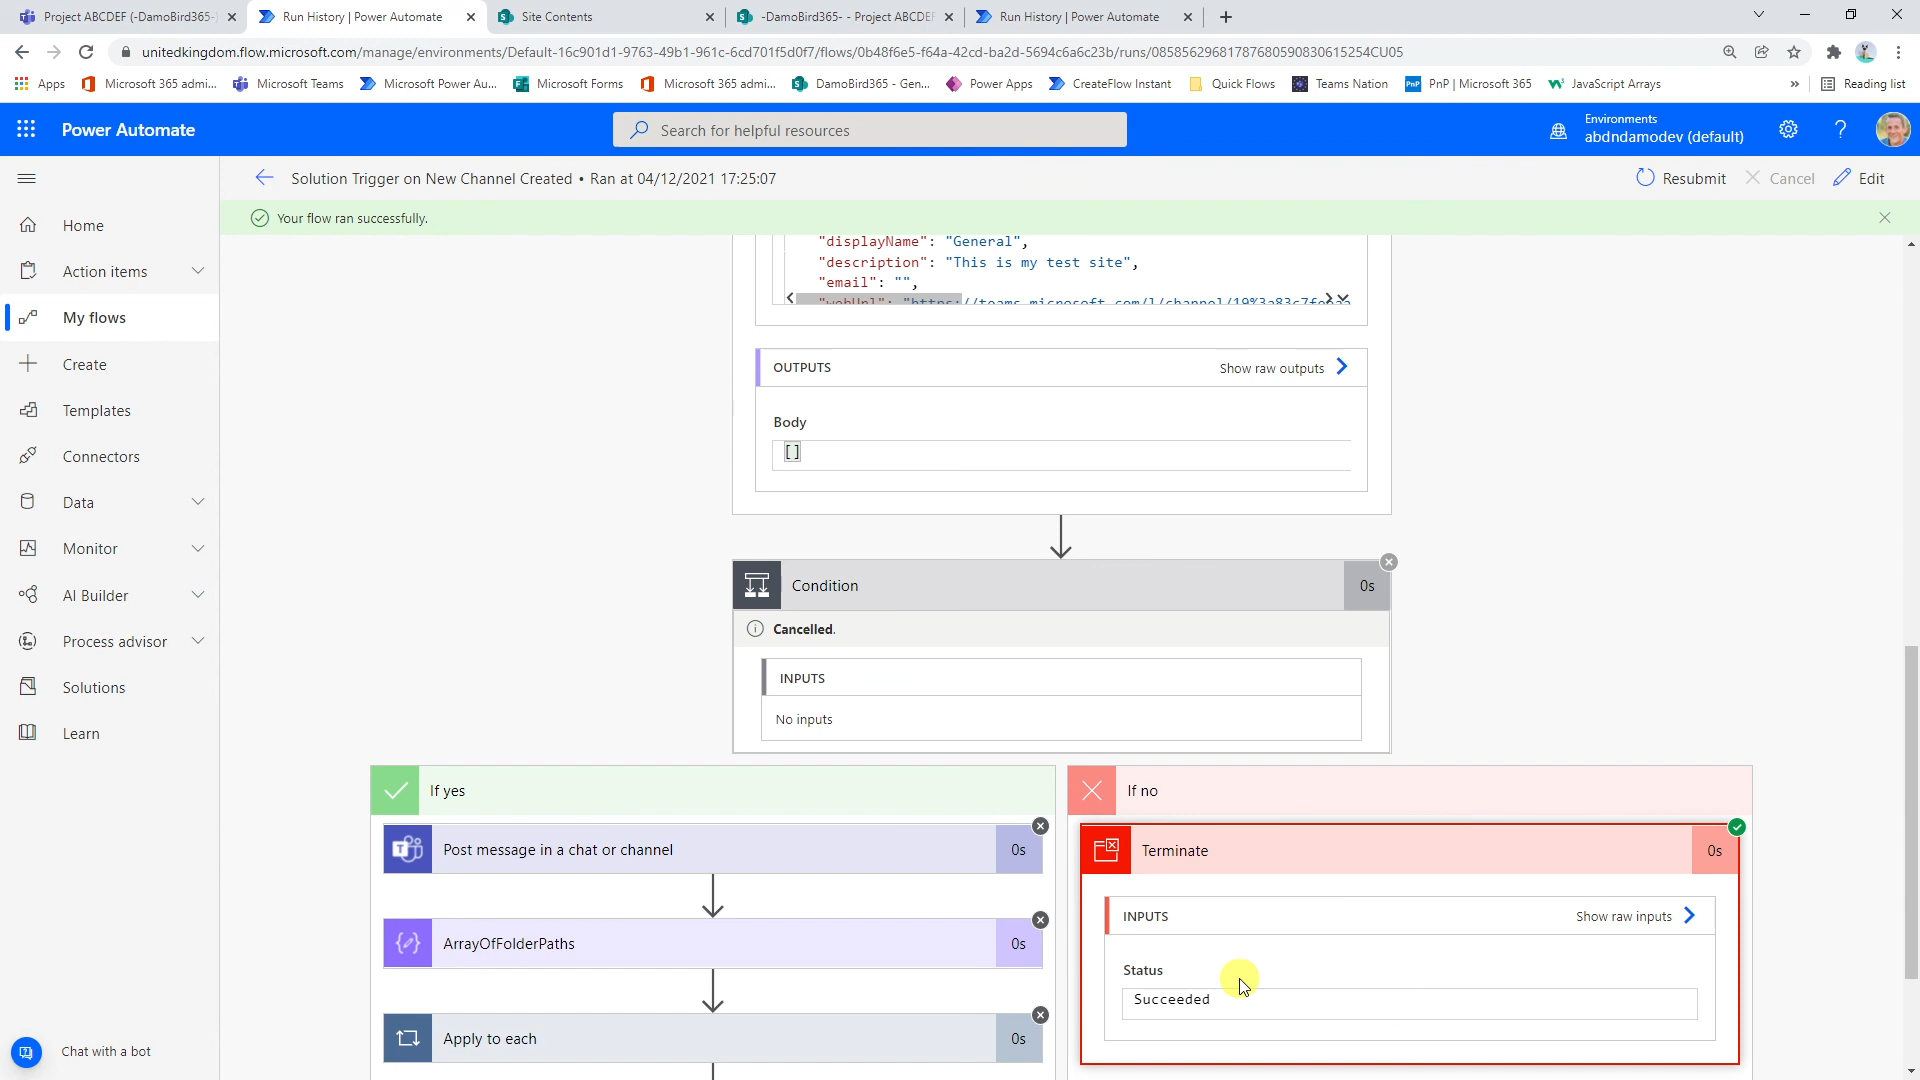 Project ABCDEF (-DamoBird365-
Run History | Power Automate
Site Contents
-DamoBird365- - Project ABCDEF
Run History | Power Automate
unitedkingdom.flow.microsoft.com/manage/environments/Default-16c901d1-9763-49b1-961c-6cd701f5d0f7/flows/0b48f6e5-f64a-42cd-ba2d-5694c6a6c23b/runs/08585629681787680590830615254CU05
Apps
Microsoft 365 admi...
Microsoft Teams
Microsoft Power Au...
Microsoft Forms
Microsoft 365 admi...
DamoBird365 - Gen...
Power Apps
CreateFlow Instant
Quick Flows
Teams Nation
PnP | Microsoft 365
JavaScript Arrays
»
Reading list
Power Automate
Search for helpful resources
Environments
abdndamodev (default)
Solution Trigger on New Channel Created • Ran at 04/12/2021 17:25:07
Resubmit
Cancel
Edit
Your flow ran successfully.
Home
Action items
My flows
Create
Templates
Connectors
Data
Monitor
AI Builder
Process advisor
Solutions
Learn
Chat with a bot
"displayName": "General",
"description": "This is my test site",
"email": "",
"webUrl": "https://teams.microsoft.com/l/channel/19%3a83c7fe
OUTPUTS
Show raw outputs
Body
[]
Condition
0s
Cancelled.
INPUTS
No inputs
If yes
Post message in a chat or channel
0s
ArrayOfFolderPaths
0s
Apply to each
0s
If no
Terminate
0s
INPUTS
Show raw inputs
Status
Succeeded